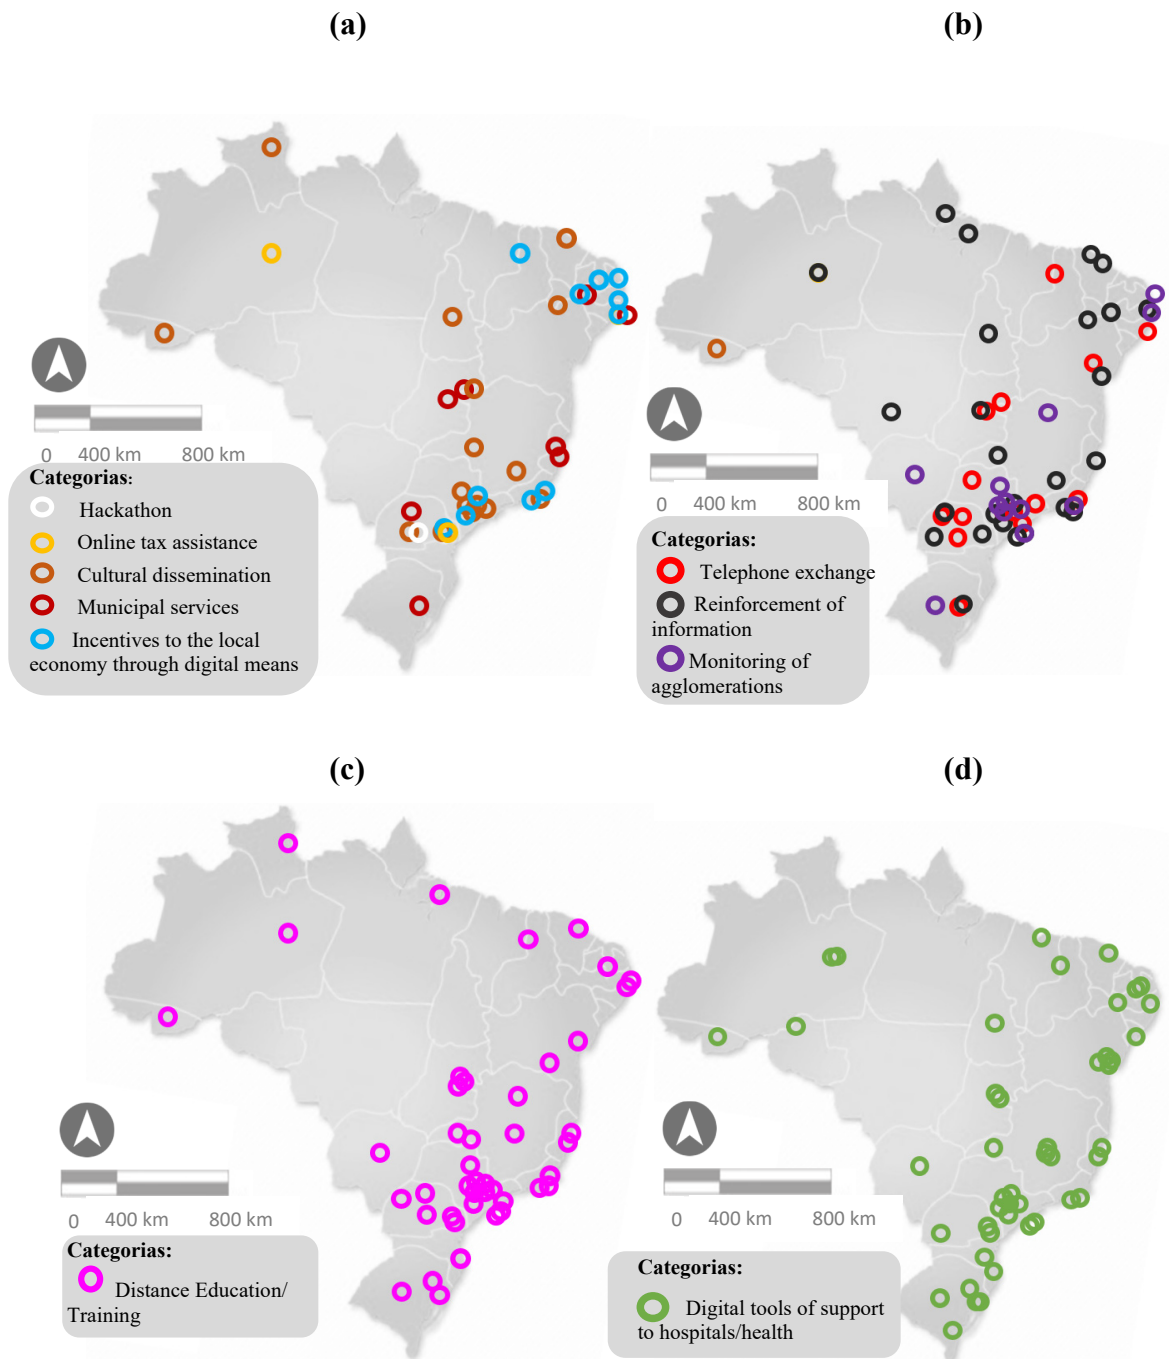 (a)
0 400 km 800 km
Categorias:
Hackathon
Online tax assistance
Cultural dissemination
Municipal services
Incentives to the local
economy through digital means
(b)
0 400 km 800 km
Categorias:
Telephone exchange
Reinforcement of
information
Monitoring of
agglomerations
(c)
0 400 km 800 km
Categorias:
Distance Education/
Training
(d)
0 400 km 800 km
Categorias:
Digital tools of support
to hospitals/health